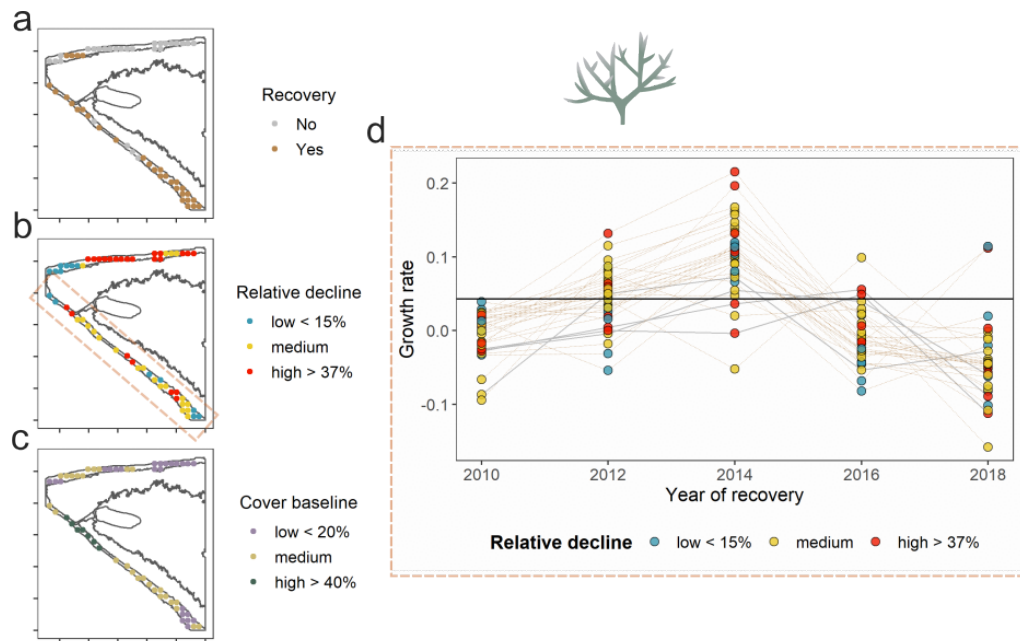 a
Recovery
No
Yes
b
Relative decline
low < 15%
medium
high > 37%
c
Cover baseline
low < 20%
medium
high > 40%
d
Growth rate
0.2
0.1
0.0
-0.1
2010 2012 2014 2016 2018
Year of recovery
Relative decline low < 15% medium high > 37%